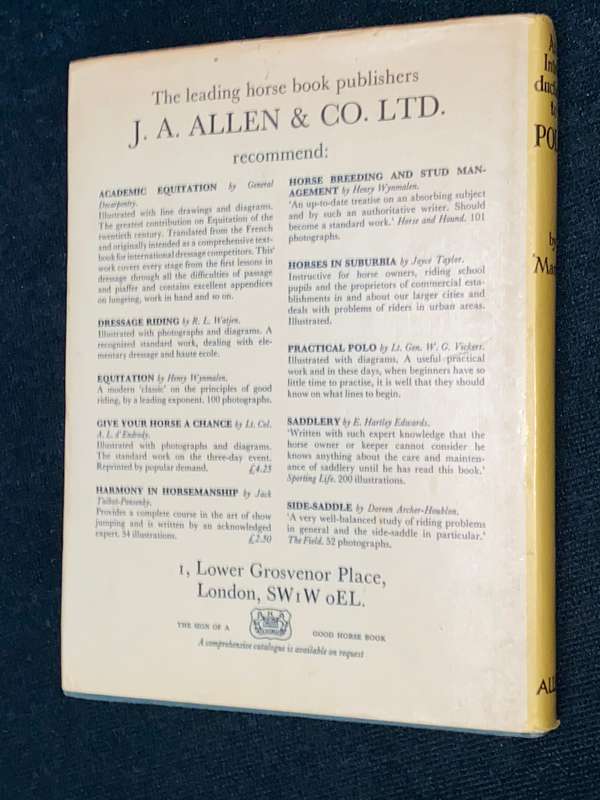 The leading horse book publishers
J. A. ALLEN & CO. LTD.
recommend:
ACADEMIC EQUITATION by General
Decarpentry.
Illustrated with line drawings and diagrams.
The greatest contribution on Equitation of the
twentieth century. Translated from the French
and originally intended as a comprehensive text-
book for international dressage competitors. This
work covers every stage from the first lessons in
dressage through all the difficulties of passage
and piaffer and contains excellent appendices
on lungeing, work in hand and so on.
DRESSAGE RIDING by R. L. Watjen.
Illustrated with photographs and diagrams. A
recognized standard work, dealing with ele-
mentary dressage and haute ecole.
EQUITATION by Henry Wynmalen.
A modern 'classic' on the principles of good
riding, by a leading exponent. 100 photographs.
GIVE YOUR HORSE A CHANCE by Lt. Col.
A. L. d'Endrody.
Illustrated with photographs and diagrams.
The standard work on the three-day event.
Reprinted by popular demand. £4.25
HARMONY IN HORSEMANSHIP by Jack
Talbot-Ponsonby.
Provides a complete course in the art of show
jumping and is written by an acknowledged
expert. 54 illustrations. £2.50
HORSE BREEDING AND STUD MAN-
AGEMENT by Henry Wynmalen.
'An up-to-date treatise on an absorbing subject
and by such an authoritative writer. Should
become a standard work.' Horse and Hound. 101
photographs.
HORSES IN SUBURBIA by Joyce Tayler.
Instructive for horse owners, riding school
pupils and the proprietors of commercial esta-
blishments in and about our larger cities and
deals with problems of riders in urban areas.
Illustrated.
PRACTICAL POLO by Lt. Gen. W. G. Vickers.
Illustrated with diagrams. A useful practical
work and in these days, when beginners have so
little time to practise, it is well that they should
know on what lines to begin.
SADDLERY by E. Hartley Edwards.
'Written with such expert knowledge that the
horse owner or keeper cannot consider he
knows anything about the care and mainten-
ance of saddlery until he has read this book.'
Sporting Life. 200 illustrations.
SIDE-SADDLE by Doreen Archer-Houblon.
'A very well-balanced study of riding problems
in general and the side-saddle in particular.'
The Field. 52 photographs.
1, Lower Grosvenor Place,
London, SW1W 0EL.
THE SIGN OF A GOOD HORSE BOOK
A comprehensive catalogue is available on request